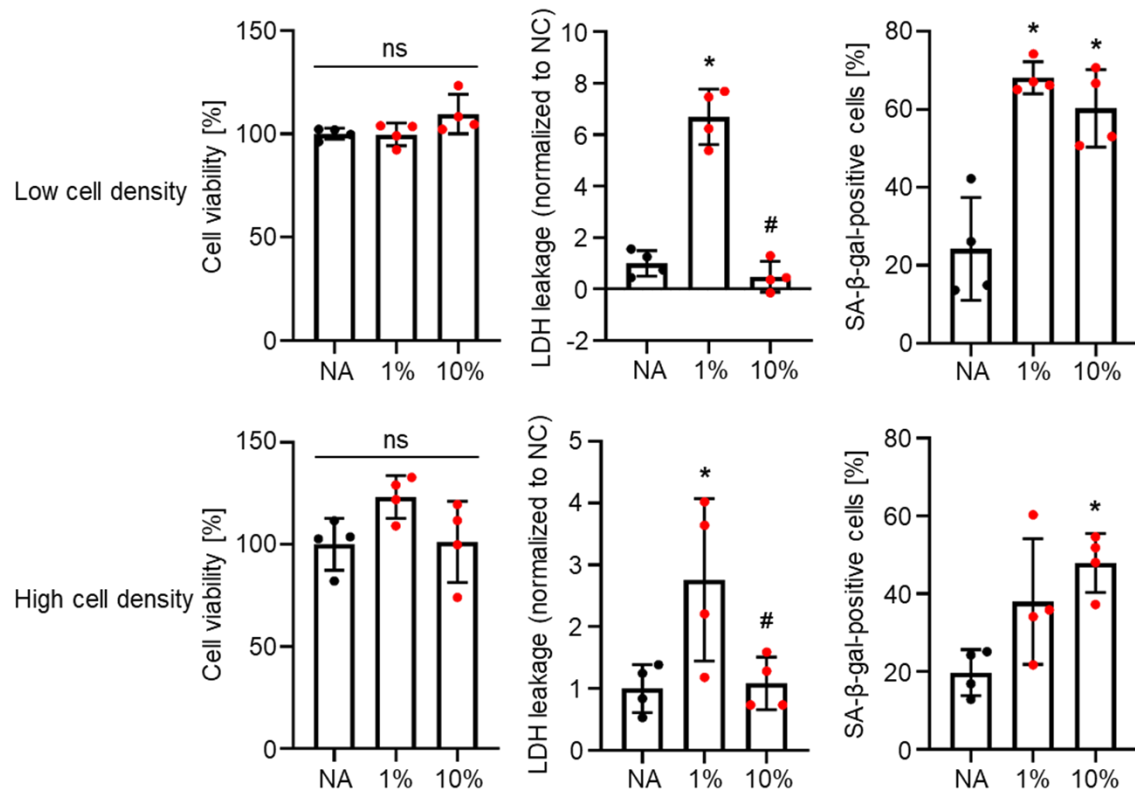 Low cell density
Cell viability [%]
150
100
50
0
ns
NA 1% 10%
LDH leakage (normalized to NC)
10
8
6
4
2
0
-2
*
#
NA 1% 10%
SA-β-gal-positive cells [%]
80
60
40
20
0
*
*
NA 1% 10%
High cell density
Cell viability [%]
150
100
50
0
ns
NA 1% 10%
LDH leakage (normalized to NC)
5
4
3
2
1
0
*
#
NA 1% 10%
SA-β-gal-positive cells [%]
80
60
40
20
0
*
NA 1% 10%